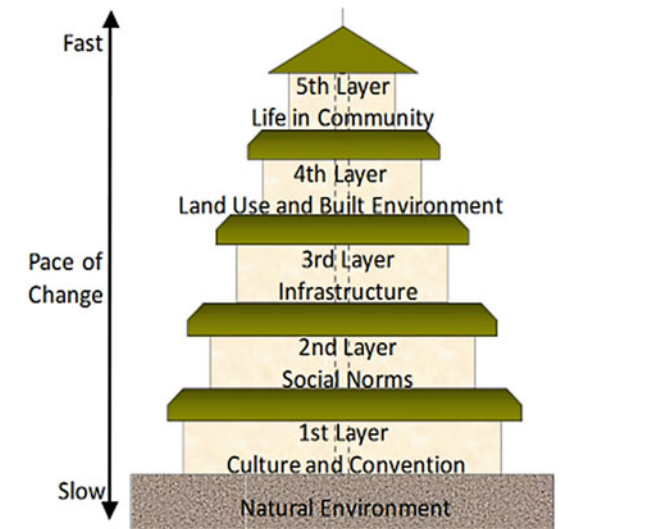 Fast
5th Layer
Life in Community
4th Layer
Land Use and Built Environment
Pace of
Change
3rd Layer
Infrastructure
2nd Layer
Social Norms
1st Layer
Culture and Convention
Slow
Natural Environment